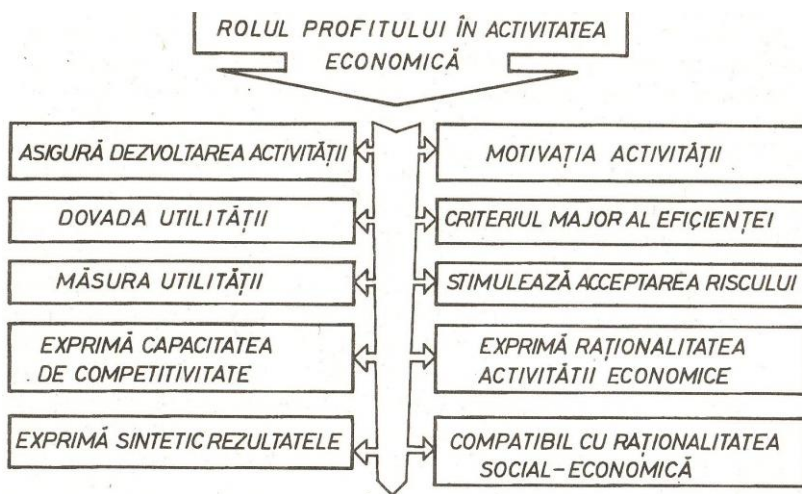 ROLUL PROFITULUI ÎN ACTIVITATEA
ECONOMICĂ
ASIGURĂ DEZVOLTAREA ACTIVITĂȚII
MOTIVAȚIA ACTIVITĂȚII
DOVADA UTILITĂȚII
CRITERIUL MAJOR AL EFICIENȚEI
MĂSURA UTILITĂȚII
STIMULEAZĂ ACCEPTAREA RISCULUI
EXPRIMĂ CAPACITATEA
DE COMPETITIVITATE
EXPRIMĂ RAȚIONALITATEA
ACTIVITĂȚII ECONOMICE
EXPRIMĂ SINTETIC REZULTATELE
COMPATIBIL CU RAȚIONALITATEA
SOCIAL-ECONOMICĂ